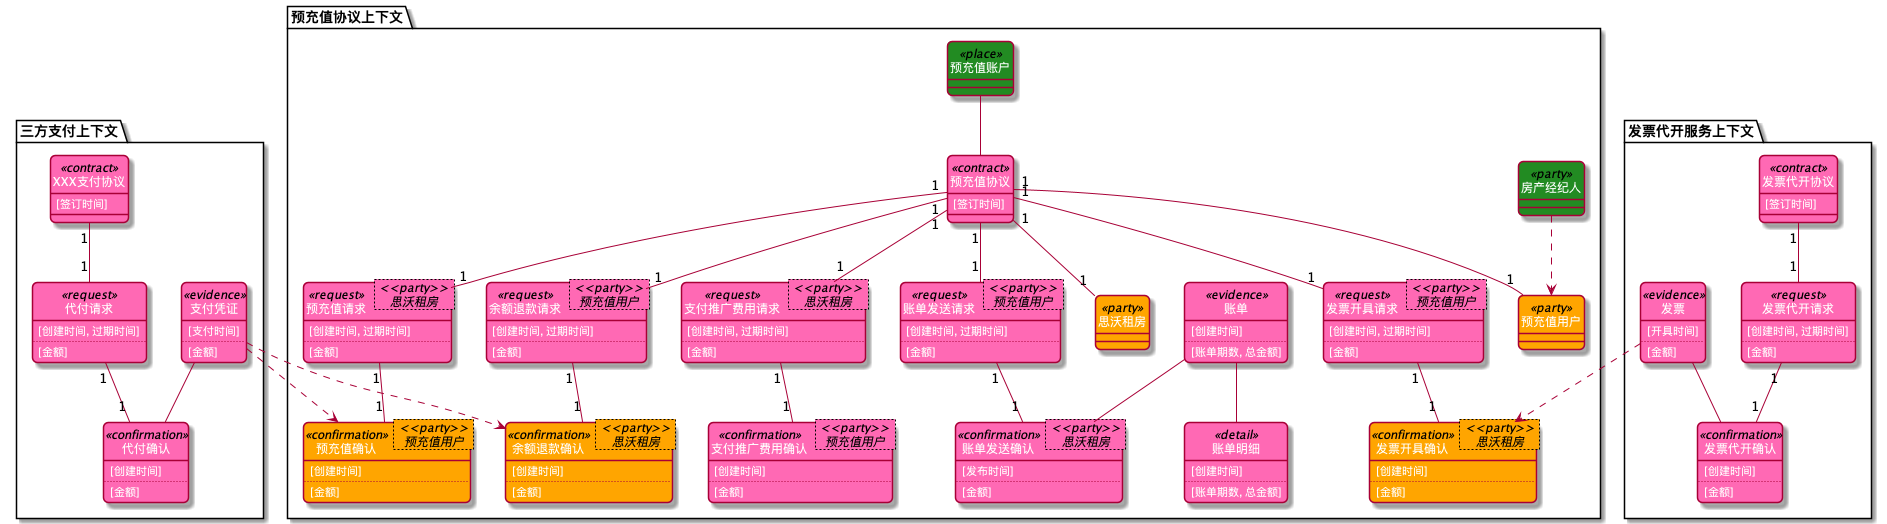 预充值协议上下文
«place»
预充值账户
«contract»
预充值协议
[签订时间]
«party»
房产经纪人
1
1
1
1
1
1
1
1
1
1
1
1
1
1
«request»
预充值请求
<<party>>
思沃租房
[创建时间, 过期时间]
[金额]
«request»
余额退款请求
<<party>>
预充值用户
[创建时间, 过期时间]
[金额]
«request»
支付推广费用请求
<<party>>
思沃租房
[创建时间, 过期时间]
[金额]
«request»
账单发送请求
<<party>>
预充值用户
[创建时间, 过期时间]
[金额]
«party»
思沃租房
«evidence»
账单
[创建时间]
[账单期数, 总金额]
«request»
发票开具请求
<<party>>
预充值用户
[创建时间, 过期时间]
[金额]
«party»
预充值用户
1
1
1
1
1
1
1
1
1
1
«confirmation»
预充值确认
<<party>>
预充值用户
[创建时间]
[金额]
«confirmation»
余额退款确认
<<party>>
思沃租房
[创建时间]
[金额]
«confirmation»
支付推广费用确认
<<party>>
预充值用户
[创建时间]
[金额]
«confirmation»
账单发送确认
<<party>>
思沃租房
[发布时间]
[金额]
«detail»
账单明细
[创建时间]
[账单期数, 总金额]
«confirmation»
发票开具确认
<<party>>
思沃租房
[创建时间]
[金额]
三方支付上下文
«contract»
XXX支付协议
[签订时间]
1
1
«request»
代付请求
[创建时间, 过期时间]
[金额]
«evidence»
支付凭证
[支付时间]
[金额]
1
1
«confirmation»
代付确认
[创建时间]
[金额]
发票代开服务上下文
«contract»
发票代开协议
[签订时间]
1
1
«evidence»
发票
[开具时间]
[金额]
«request»
发票代开请求
[创建时间, 过期时间]
[金额]
1
1
«confirmation»
发票代开确认
[创建时间]
[金额]